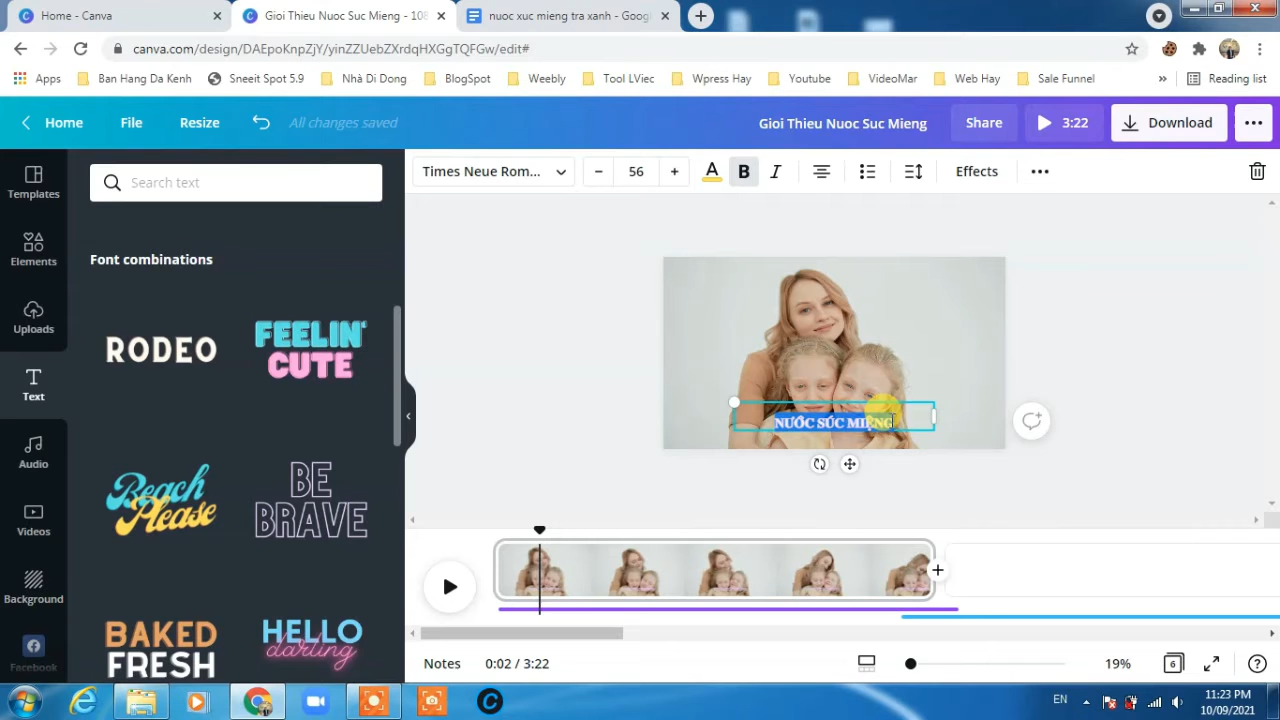 Home - Canva
Gioi Thieu Nuoc Suc Mieng - 108
nuoc xuc mieng tra xanh - Goog
canva.com/design/DAEpoKnpZjY/yinZZUebZXrdqHXGgTQFGw/edit#
Apps
Ban Hang Da Kenh
Sneeit Spot 5.9
Nhà Di Dong
BlogSpot
Weebly
Tool LViec
Wpress Hay
Youtube
VideoMar
Web Hay
Sale Funnel
»
Reading list
Home
File
Resize
All changes saved
Gioi Thieu Nuoc Suc Mieng
Share
3:22
Download
Templates
Elements
Uploads
Text
Audio
Videos
Background
Facebook
Search text
Font combinations
RODEO
FEELIN'
CUTE
Beach
Please
BE
BRAVE
BAKED
FRESH
HELLO
darling
Times Neue Rom...
56
A
B
I
Effects
NƯỚC SÚC MIỆNG
Notes
0:02 / 3:22
19%
6
EN
11:23 PM
10/09/2021